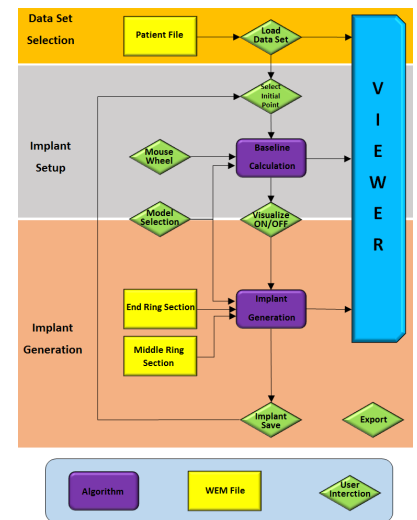 Data Set
Selection
Patient File
Load
Data Set
Select
Initial
Point
Implant
Setup
Mouse
Wheel
Baseline
Calculation
Model
Selection
Visualize
ON/OFF
V
I
E
W
E
R
Implant
Generation
End Ring Section
Middle Ring
Section
Implant
Generation
Implant
Save
Export
Algorithm
WEM File
User
Interction